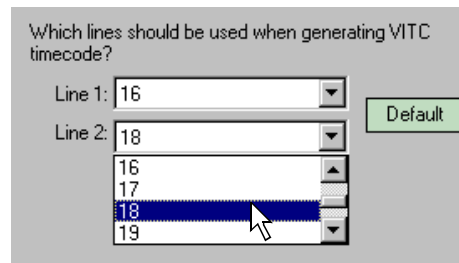 Which lines should be used when generating VITC
timecode?
Line 1: 16
Default
Line 2: 18
16
17
18
19